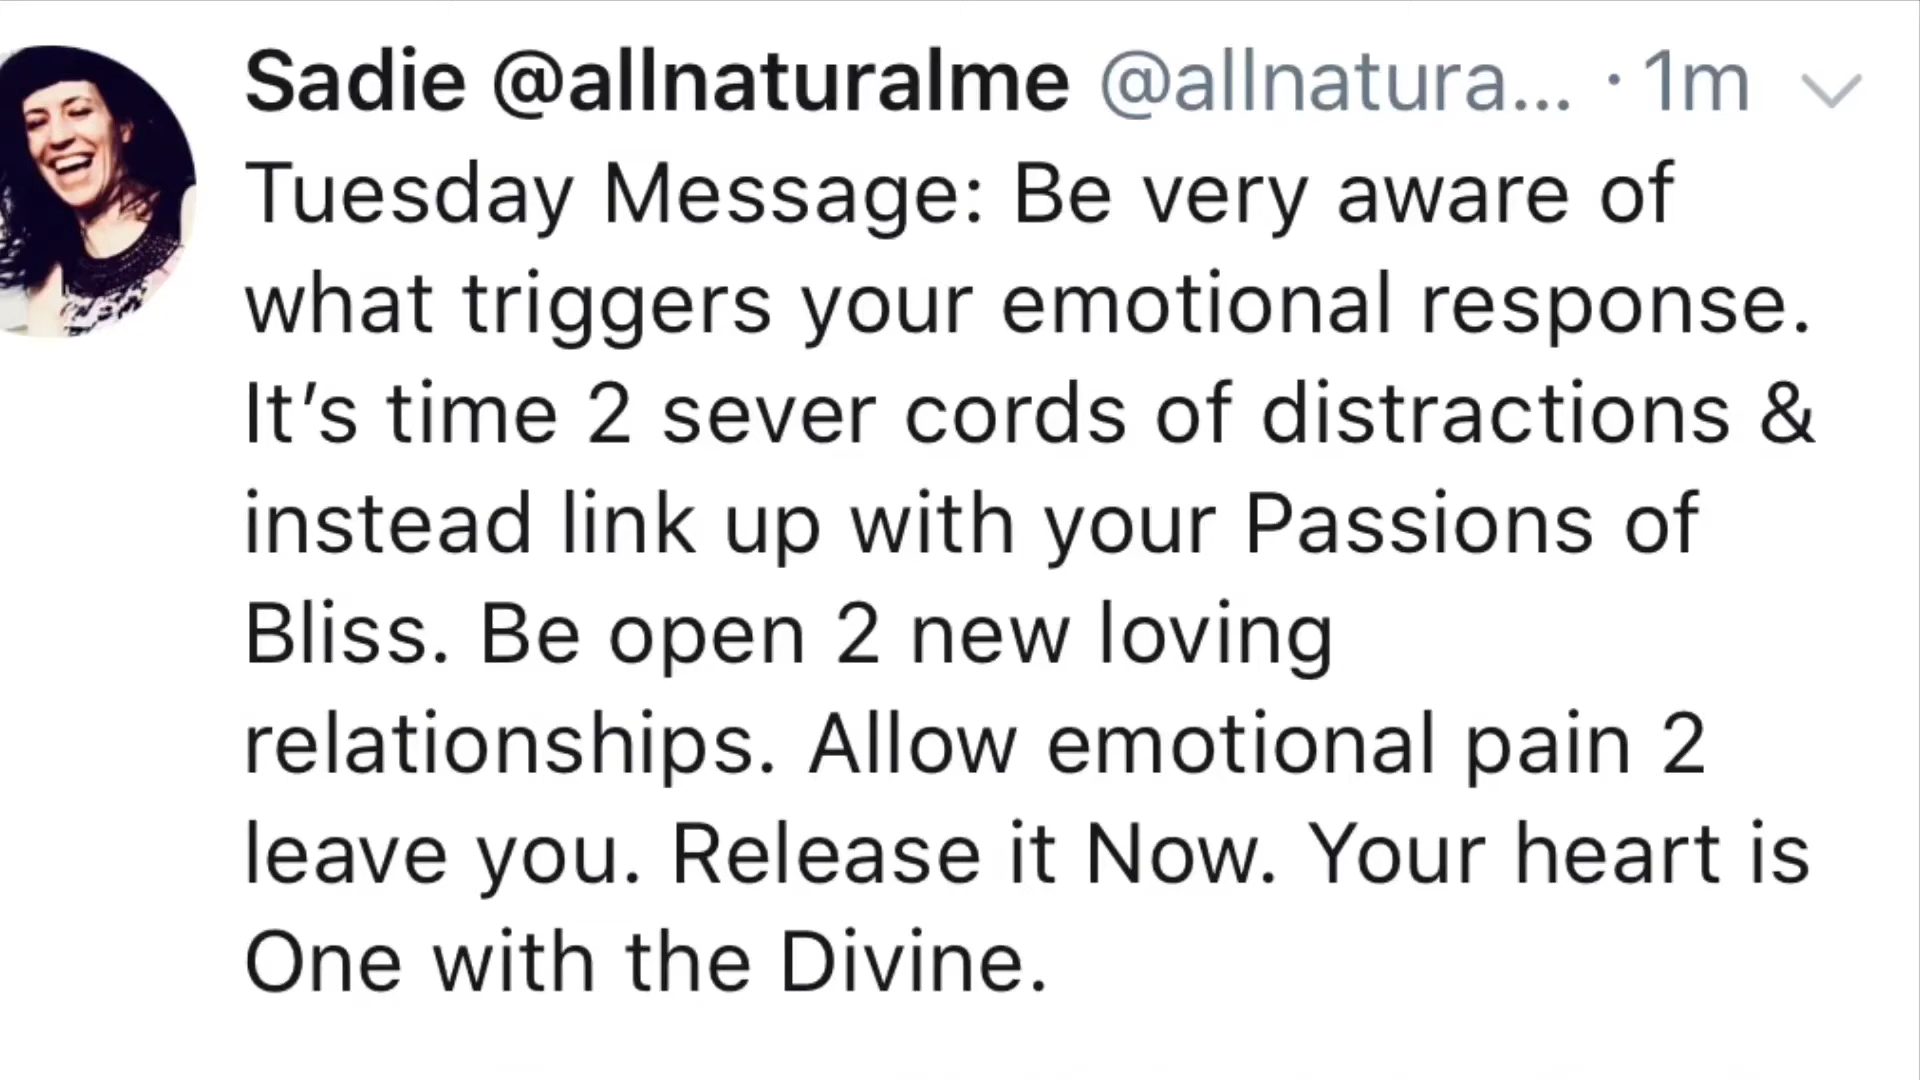 Sadie @allnaturalme @allnatura... · 1m
Tuesday Message: Be very aware of
what triggers your emotional response.
It’s time 2 sever cords of distractions &
instead link up with your Passions of
Bliss. Be open 2 new loving
relationships. Allow emotional pain 2
leave you. Release it Now. Your heart is
One with the Divine.